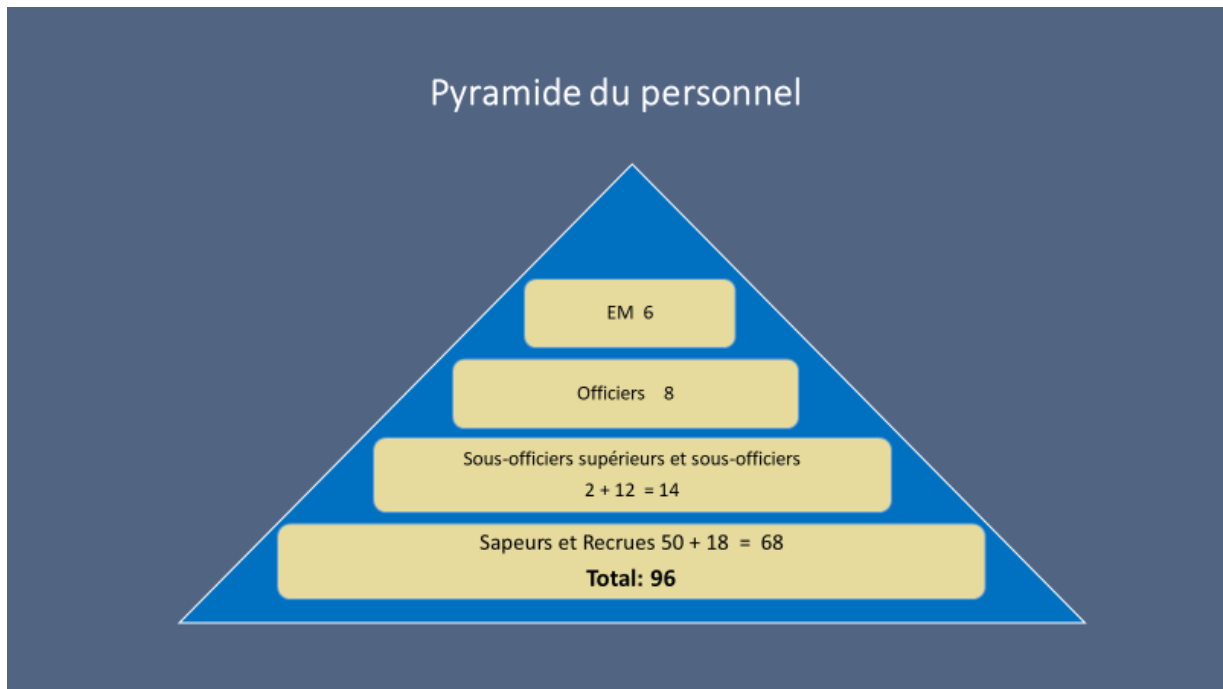 Pyramide du personnel
EM 6
Officiers 8
Sous-officiers supérieurs et sous-officiers
2 + 12 = 14
Sapeurs et Recrues 50 + 18 = 68
Total: 96